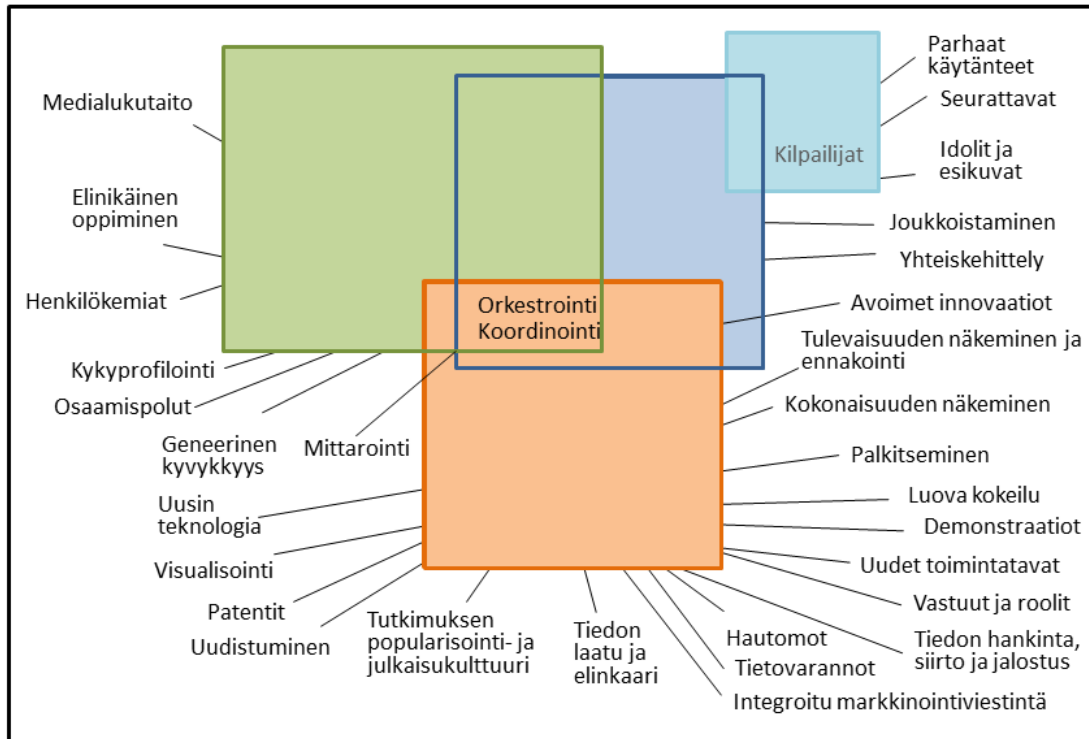 Parhaat
käytänteet
Medialukutaito
Seurattavat
Kilpailijat
Idolit ja
esikuvat
Elinikäinen
oppiminen
Joukkoistaminen
Yhteiskehittely
Henkilökemiat
Orkestrointi
Koordinointi
Avoimet innovaatiot
Tulevaisuuden näkeminen ja
ennakointi
Kykyprofilointi
Osaamispolut
Kokonaisuuden näkeminen
Geneerinen
kyvykkyys
Mittarointi
Palkitseminen
Uusin
teknologia
Luova kokeilu
Demonstraatiot
Visualisointi
Uudet toimintatavat
Patentit
Vastuut ja roolit
Uudistuminen
Tutkimuksen
popularisointi- ja
julkaisukulttuuri
Tiedon
laatu ja
elinkaari
Hautomot
Tietovarannot
Tiedon hankinta,
siirto ja jalostus
Integroitu markkinointiviestintä